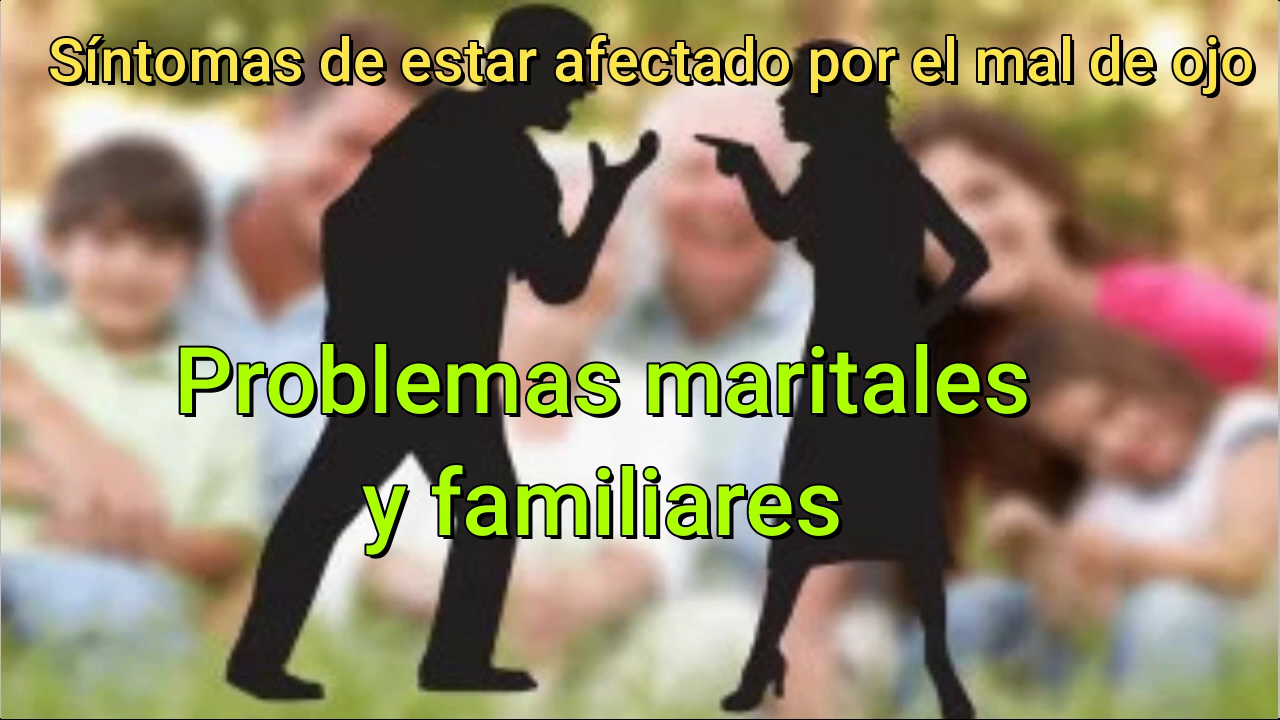 Síntomas de estar afectado por el mal de ojo
Problemas maritales
y familiares